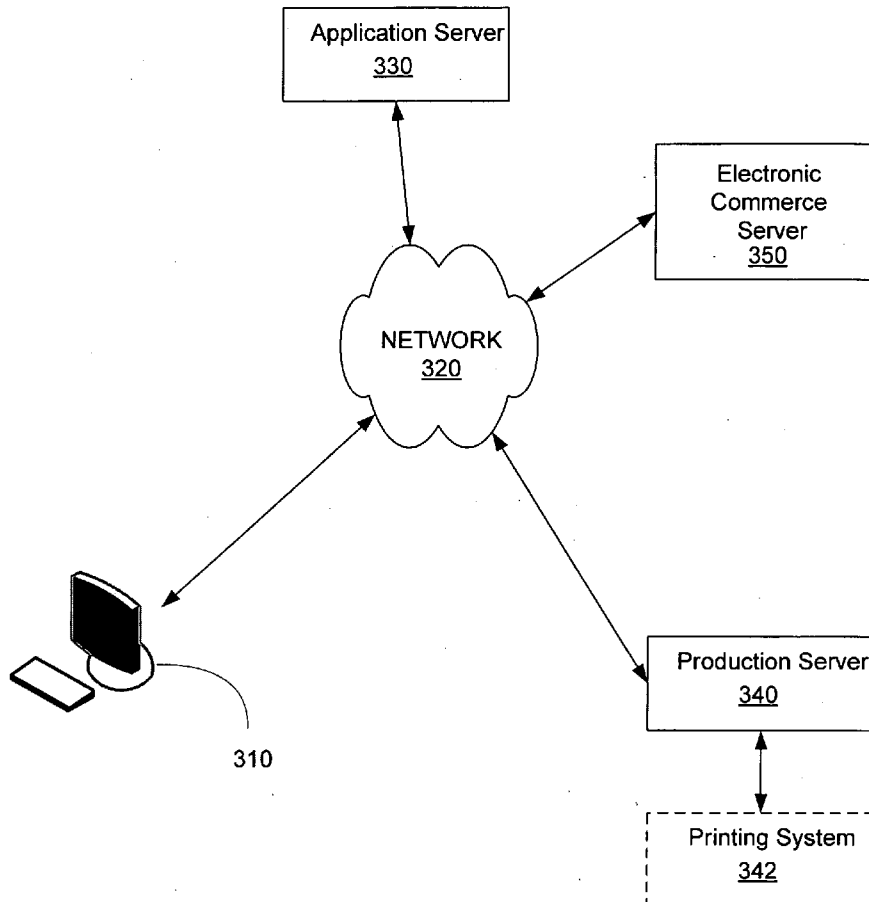 Application Server
330
Electronic
Commerce
Server
350
NETWORK
320
310
Production Server
340
Printing System
342